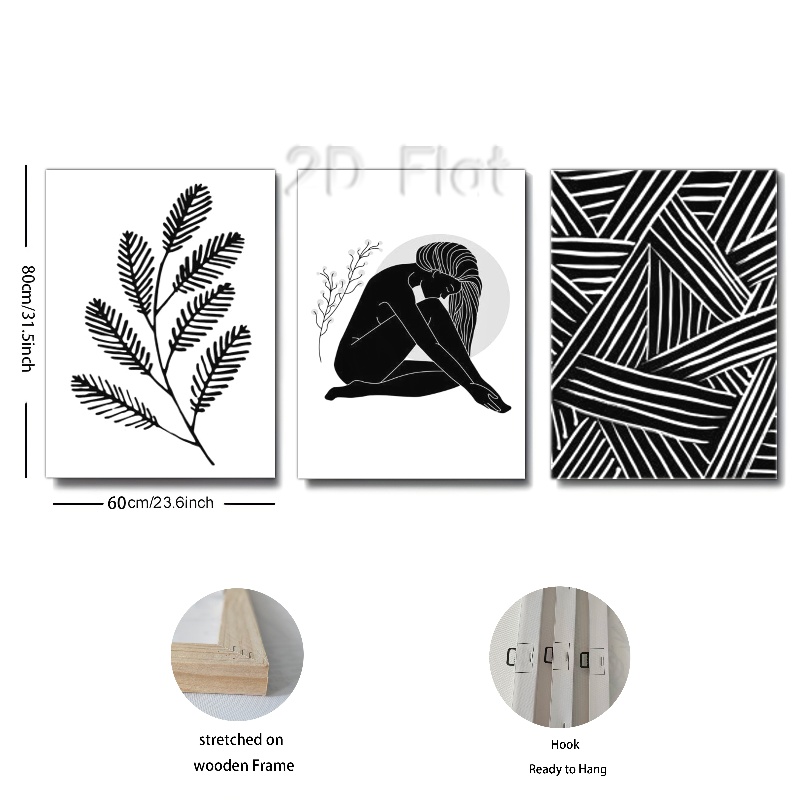 2D Flat
80cm/31.5inch
60cm/23.6inch
stretched on
wooden Frame
Hook
Ready to Hang